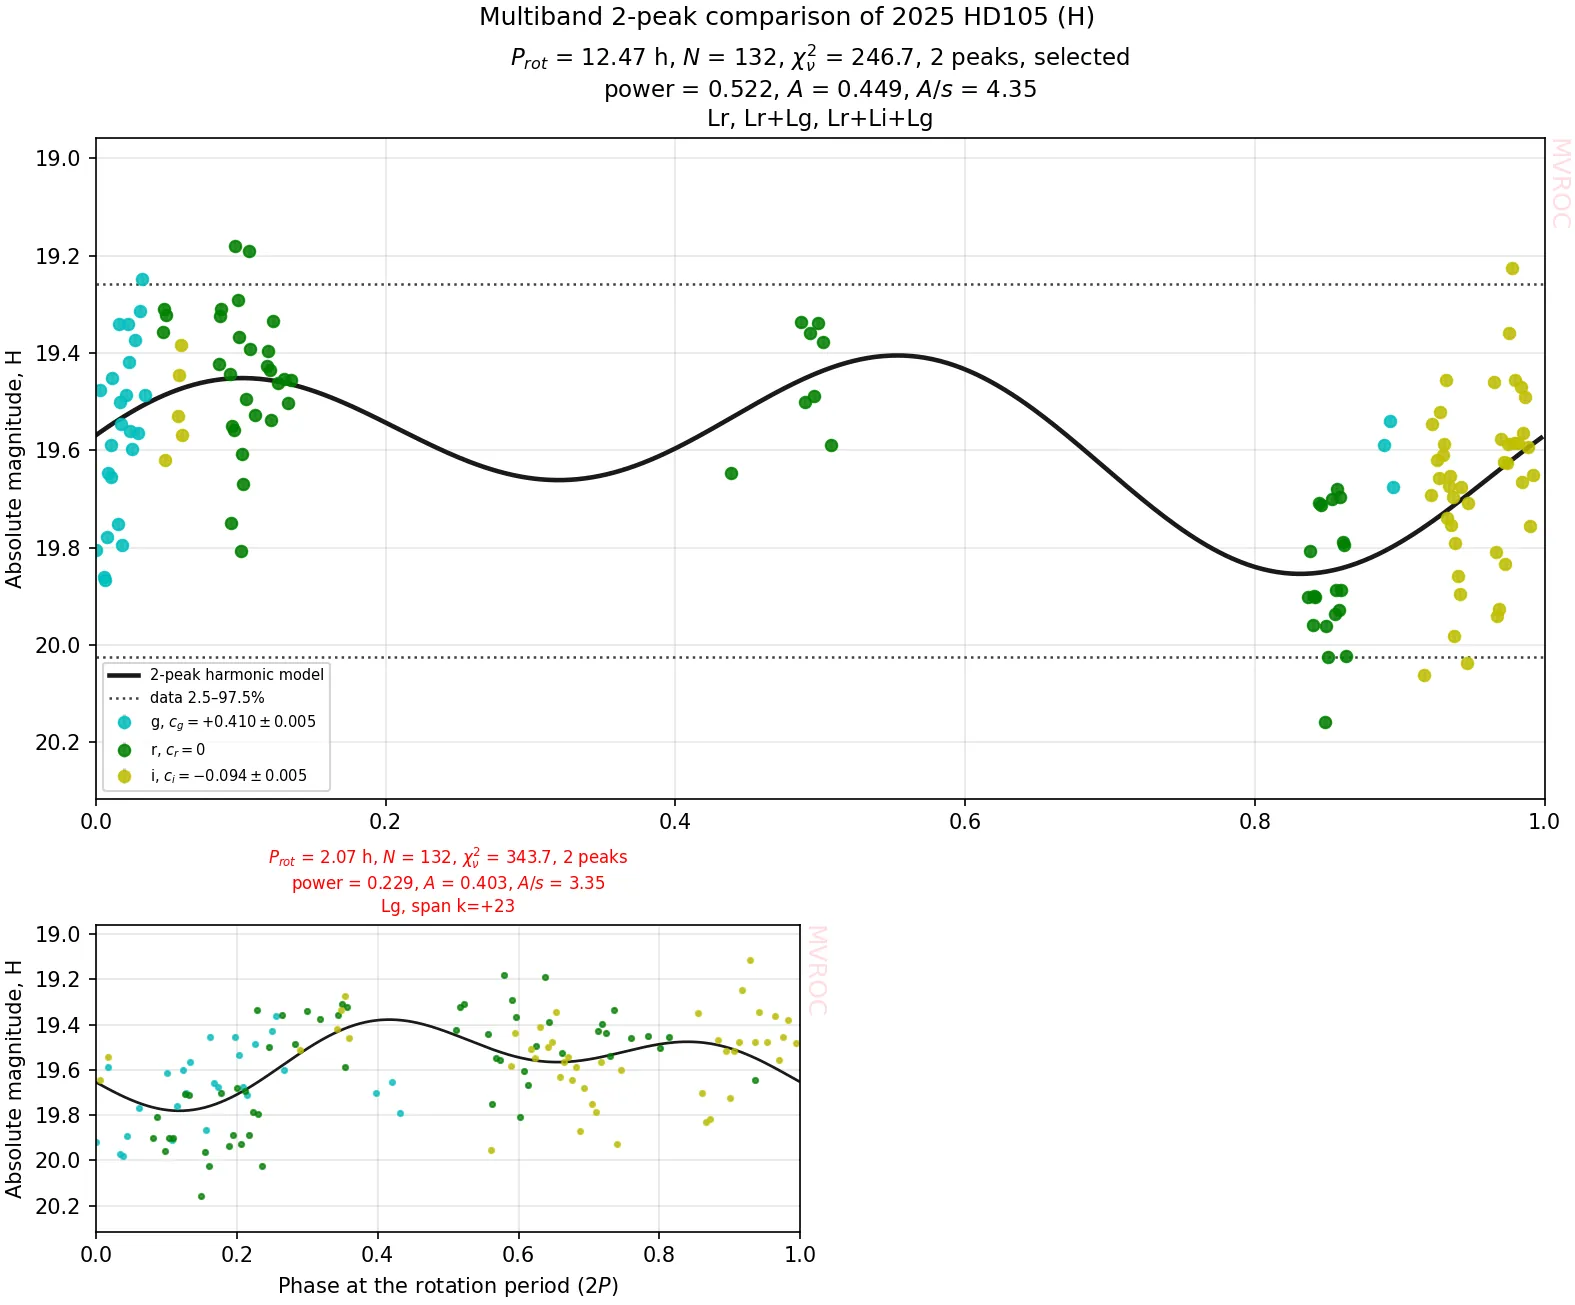 Multiband 2-peak comparison of 2025 HD105 (H)
P_rot = 12.47 h, N = 132, χ²_ν = 246.7, 2 peaks, selected
power = 0.522, A = 0.449, A/s = 4.35
Lr, Lr+Lg, Lr+Li+Lg
MVROC
Absolute magnitude, H
19.0
19.2
19.4
19.6
19.8
20.0
20.2
2-peak harmonic model
data 2.5–97.5%
g, c_g = +0.410 ± 0.005
r, c_r = 0
i, c_i = −0.094 ± 0.005
0.0 0.2 0.4 0.6 0.8 1.0
P_rot = 2.07 h, N = 132, χ²_ν = 343.7, 2 peaks
power = 0.229, A = 0.403, A/s = 3.35
Lg, span k=+23
MVROC
Absolute magnitude, H
19.0
19.2
19.4
19.6
19.8
20.0
20.2
0.0 0.2 0.4 0.6 0.8 1.0
Phase at the rotation period (2P)